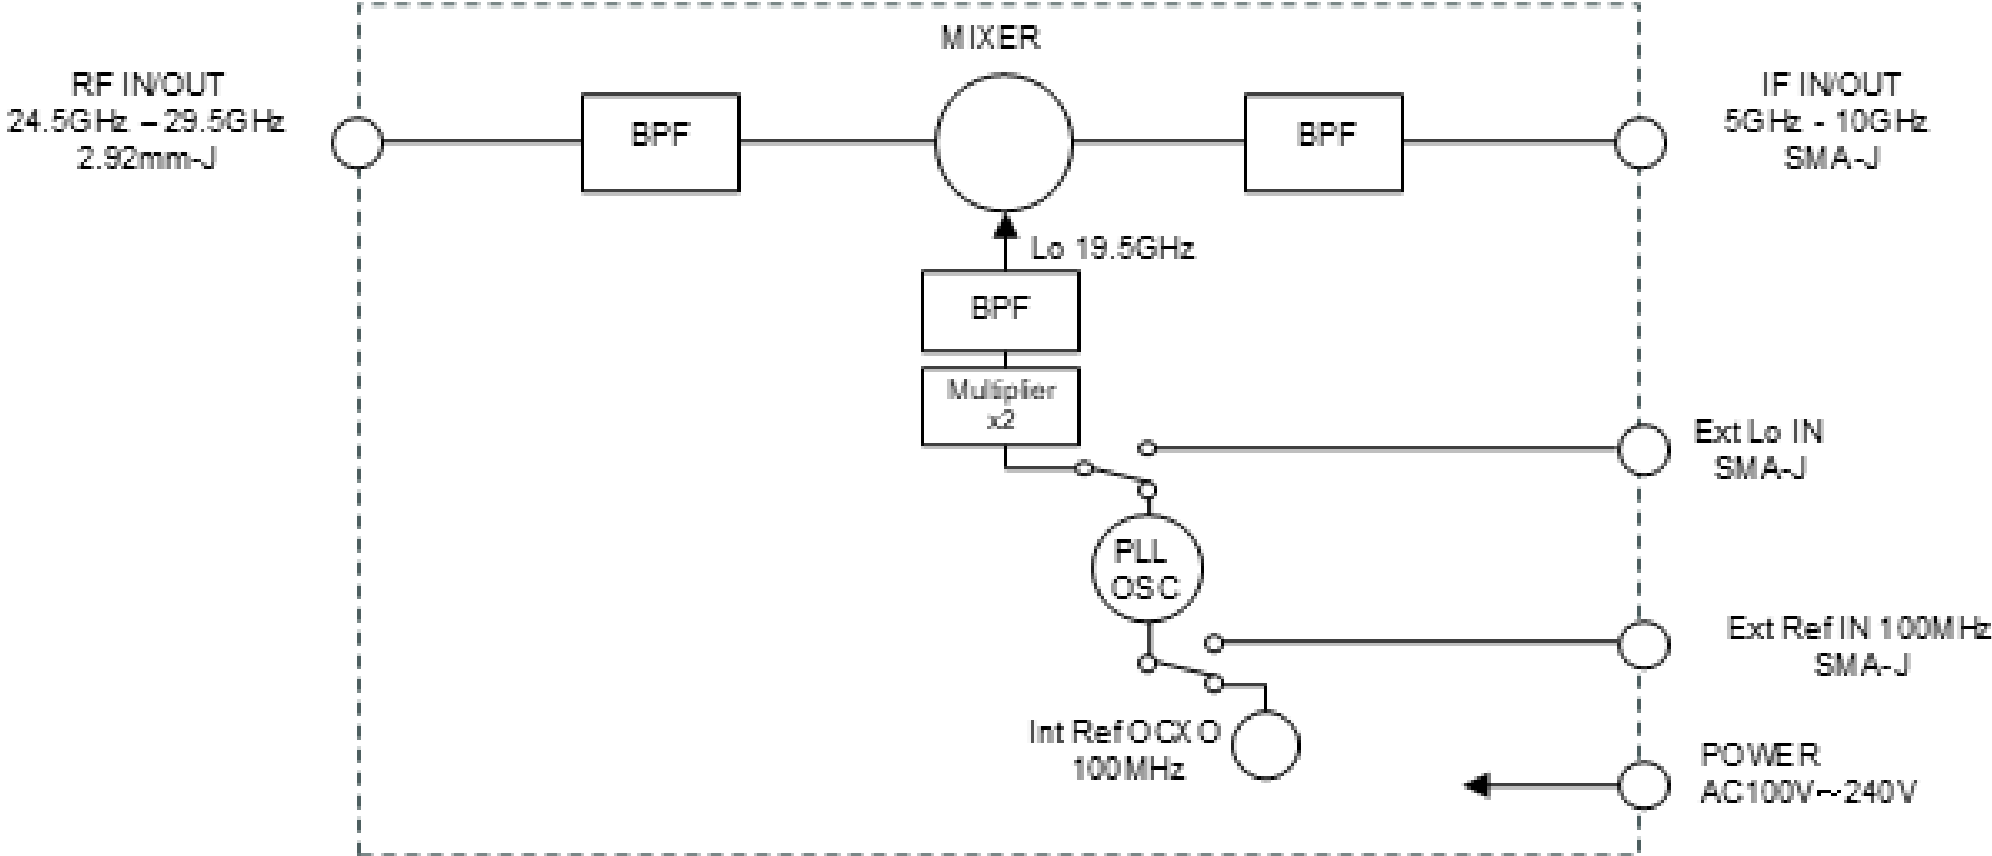 MIXER
RF IN/OUT
24.5GHz – 29.5GHz
2.92mm-J
BPF
BPF
IF IN/OUT
5GHz - 10GHz
SMA-J
Lo 19.5GHz
BPF
Multiplier
x2
Ext Lo IN
SMA-J
PLL
OSC
Ext Ref IN 100MHz
SMA-J
Int Ref OCXO
100MHz
POWER
AC100V～240V